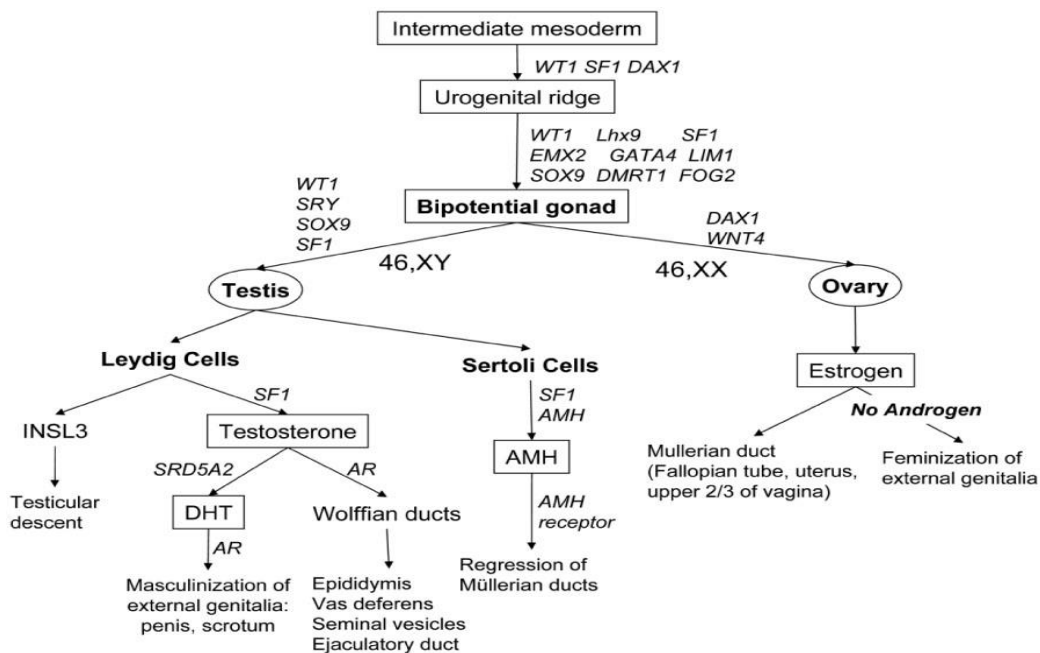 Intermediate mesoderm
WT1 SF1 DAX1
Urogenital ridge
WT1 Lhx9 SF1
EMX2 GATA4 LIM1
SOX9 DMRT1 FOG2
WT1
SRY
SOX9
SF1
Bipotential gonad
DAX1
WNT4
46,XY
46,XX
Testis
Ovary
Leydig Cells
Sertoli Cells
Estrogen
SF1
SF1
AMH
No Androgen
INSL3
Testosterone
AMH
Mullerian duct
(Fallopian tube, uterus,
upper 2/3 of vagina)
Feminization of
external genitalia
SRD5A2
AR
Testicular
descent
DHT
Wolffian ducts
AMH
receptor
AR
Regression of
Müllerian ducts
Masculinization of
external genitalia:
penis, scrotum
Epididymis
Vas deferens
Seminal vesicles
Ejaculatory duct